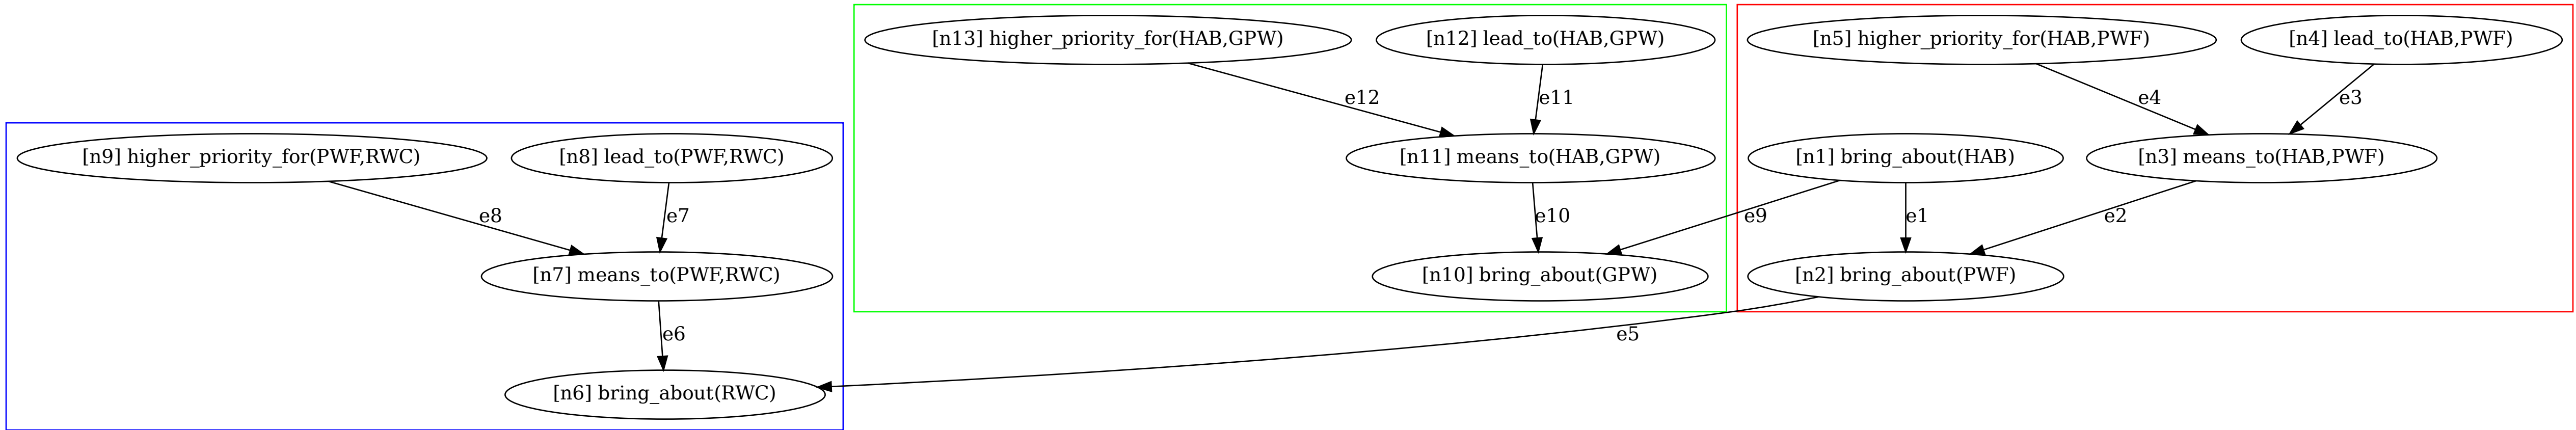 [n13] higher_priority_for(HAB,GPW)
[n12] lead_to(HAB,GPW)
[n5] higher_priority_for(HAB,PWF)
[n4] lead_to(HAB,PWF)
e12
e11
e4
e3
[n9] higher_priority_for(PWF,RWC)
[n8] lead_to(PWF,RWC)
[n11] means_to(HAB,GPW)
[n1] bring_about(HAB)
[n3] means_to(HAB,PWF)
e8
e7
e10
e9
e1
e2
[n7] means_to(PWF,RWC)
[n10] bring_about(GPW)
[n2] bring_about(PWF)
e6
e5
[n6] bring_about(RWC)